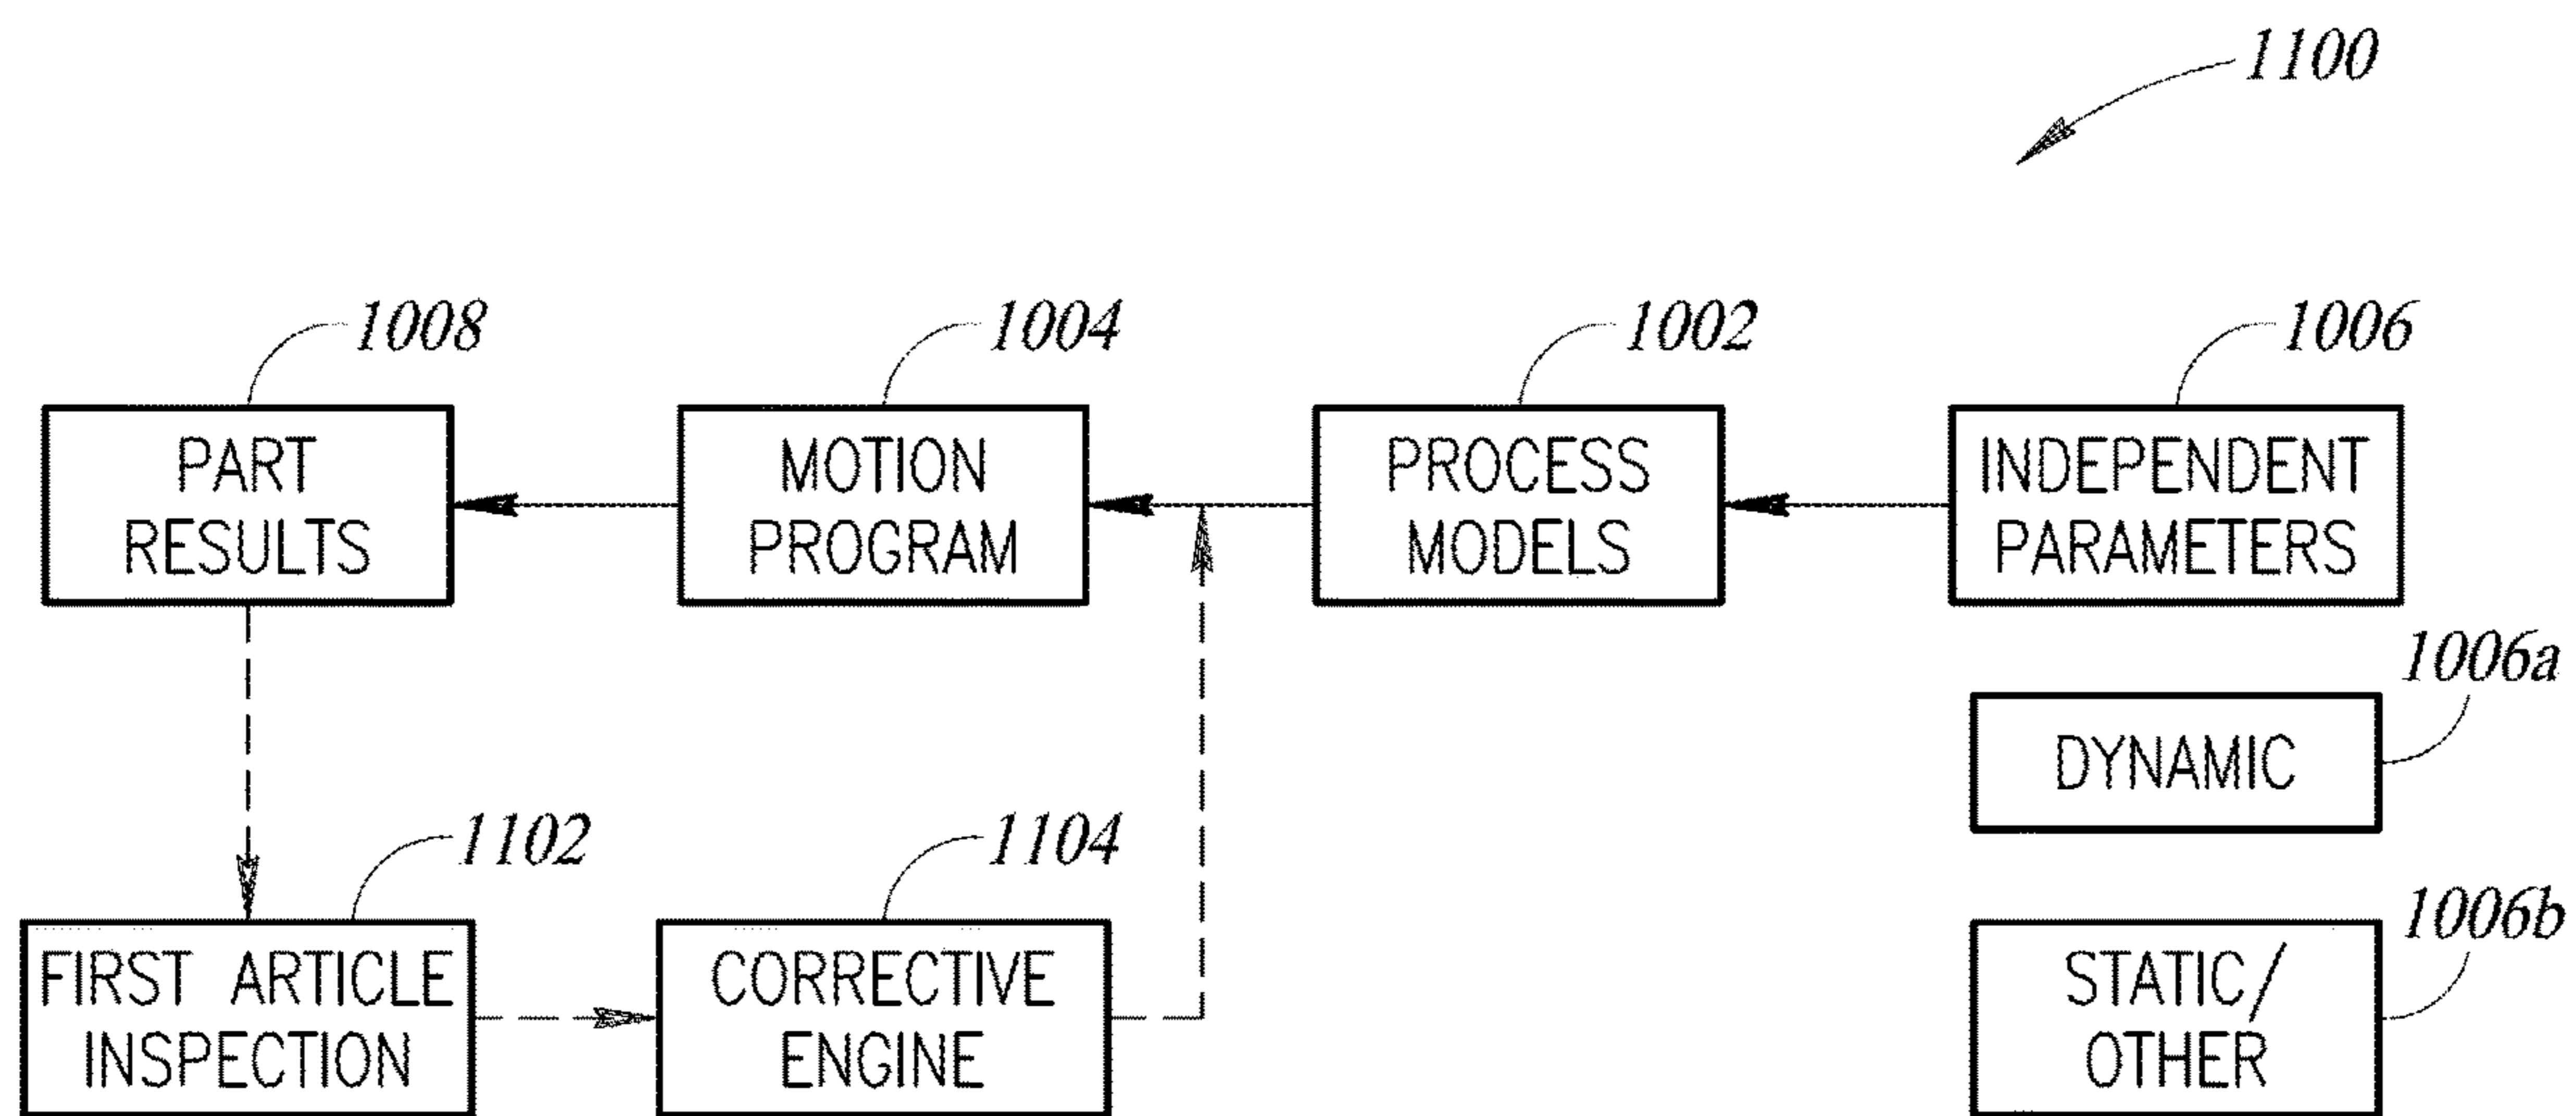 1100
1008
1004
1002
1006
PART
RESULTS
MOTION
PROGRAM
PROCESS
MODELS
INDEPENDENT
PARAMETERS
1006a
DYNAMIC
1102
1104
1006b
FIRST ARTICLE
INSPECTION
CORRECTIVE
ENGINE
STATIC/
OTHER